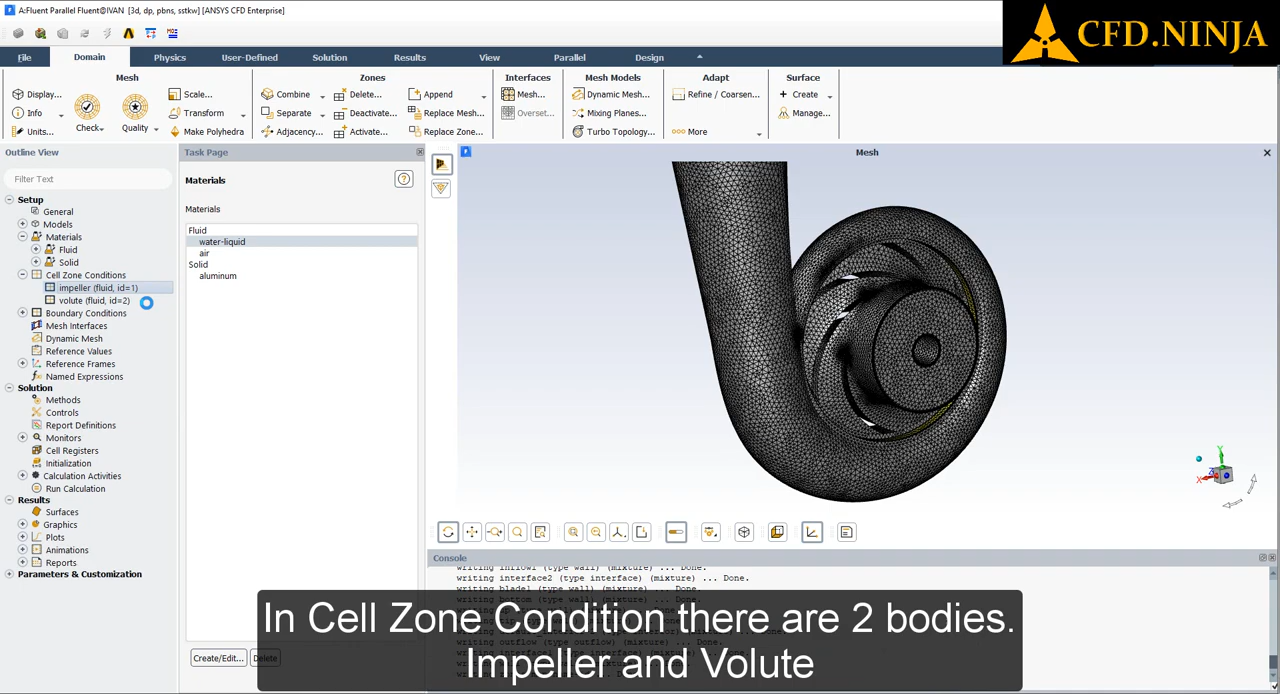 A:Fluent Parallel Fluent@IVAN [3d, dp, pbns, sstkw] [ANSYS CFD Enterprise]
CFD.NINJA
File
Domain
Physics
User-Defined
Solution
Results
View
Parallel
Design
Mesh
Zones
Interfaces
Mesh Models
Adapt
Surface
Display...
Info
Units...
Check
Quality
Scale...
Transform
Make Polyhedra
Combine
Separate
Adjacency...
Delete...
Deactivate...
Activate...
Append
Replace Mesh...
Replace Zone...
Mesh...
Overset...
Dynamic Mesh...
Mixing Planes...
Turbo Topology...
Refine / Coarsen...
More
Create
Manage...
Outline View
Filter Text
Setup
General
Models
Materials
Fluid
Solid
Cell Zone Conditions
impeller (fluid, id=1)
volute (fluid, id=2)
Boundary Conditions
Mesh Interfaces
Dynamic Mesh
Reference Values
Reference Frames
Named Expressions
Solution
Methods
Controls
Report Definitions
Monitors
Cell Registers
Initialization
Calculation Activities
Run Calculation
Results
Surfaces
Graphics
Plots
Animations
Reports
Parameters & Customization
Task Page
Materials
Materials
Fluid
water-liquid
air
Solid
aluminum
Create/Edit...
Delete
Mesh
Y
X
Z
Console
writing inflow1 (type wall) (mixture) ... Done.
writing interface2 (type interface) (mixture) ... Done.
In Cell Zone Condition there are 2 bodies.
Impeller and Volute